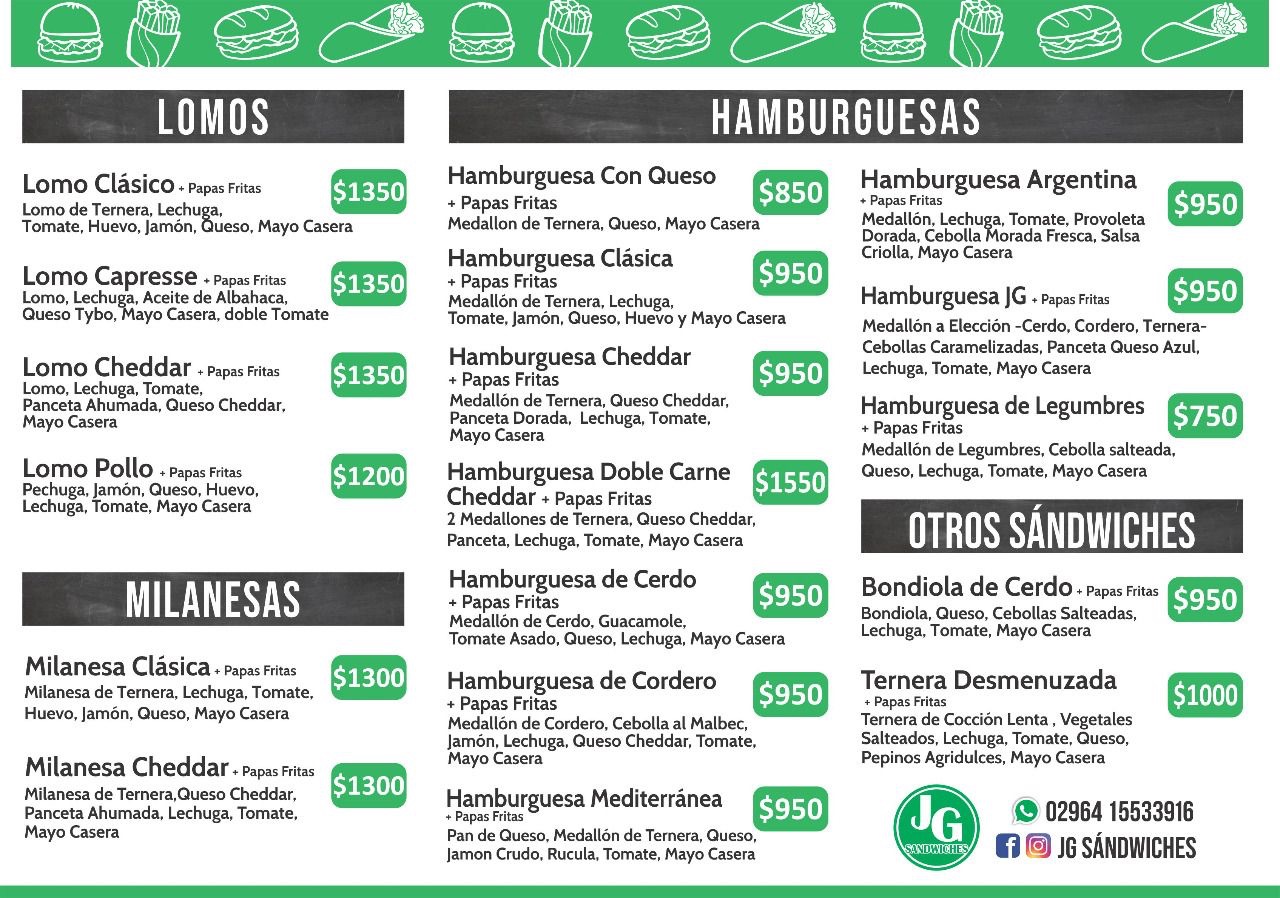 LOMOS
Lomo Clásico + Papas Fritas $1350
Lomo de Ternera, Lechuga,
Tomate, Huevo, Jamón, Queso, Mayo Casera
Lomo Capresse + Papas Fritas $1350
Lomo, Lechuga, Aceite de Albahaca,
Queso Tybo, Mayo Casera, doble Tomate
Lomo Cheddar + Papas Fritas $1350
Lomo, Lechuga, Tomate,
Panceta Ahumada, Queso Cheddar,
Mayo Casera
Lomo Pollo + Papas Fritas $1200
Pechuga, Jamón, Queso, Huevo,
Lechuga, Tomate, Mayo Casera
MILANESAS
Milanesa Clásica + Papas Fritas $1300
Milanesa de Ternera, Lechuga, Tomate,
Huevo, Jamón, Queso, Mayo Casera
Milanesa Cheddar + Papas Fritas $1300
Milanesa de Ternera,Queso Cheddar,
Panceta Ahumada, Lechuga, Tomate,
Mayo Casera
HAMBURGUESAS
Hamburguesa Con Queso $850
+ Papas Fritas
Medallon de Ternera, Queso, Mayo Casera
Hamburguesa Clásica $950
+ Papas Fritas
Medallón de Ternera, Lechuga,
Tomate, Jamón, Queso, Huevo y Mayo Casera
Hamburguesa Cheddar $950
+ Papas Fritas
Medallón de Ternera, Queso Cheddar,
Panceta Dorada, Lechuga, Tomate,
Mayo Casera
Hamburguesa Doble Carne $1550
Cheddar + Papas Fritas
2 Medallones de Ternera, Queso Cheddar,
Panceta, Lechuga, Tomate, Mayo Casera
Hamburguesa de Cerdo $950
+ Papas Fritas
Medallón de Cerdo, Guacamole,
Tomate Asado, Queso, Lechuga, Mayo Casera
Hamburguesa de Cordero $950
+ Papas Fritas
Medallón de Cordero, Cebolla al Malbec,
Jamón, Lechuga, Queso Cheddar, Tomate,
Mayo Casera
Hamburguesa Mediterránea $950
+ Papas Fritas
Pan de Queso, Medallón de Ternera, Queso,
Jamon Crudo, Rucula, Tomate, Mayo Casera
Hamburguesa Argentina $950
+ Papas Fritas
Medallón, Lechuga, Tomate, Provoleta
Dorada, Cebolla Morada Fresca, Salsa
Criolla, Mayo Casera
Hamburguesa JG + Papas Fritas $950
Medallón a Elección -Cerdo, Cordero, Ternera-
Cebollas Caramelizadas, Panceta Queso Azul,
Lechuga, Tomate, Mayo Casera
Hamburguesa de Legumbres $750
+ Papas Fritas
Medallón de Legumbres, Cebolla salteada,
Queso, Lechuga, Tomate, Mayo Casera
OTROS SÁNDWICHES
Bondiola de Cerdo + Papas Fritas $950
Bondiola, Queso, Cebollas Salteadas,
Lechuga, Tomate, Mayo Casera
Ternera Desmenuzada $1000
+ Papas Fritas
Ternera de Cocción Lenta , Vegetales
Salteados, Lechuga, Tomate, Queso,
Pepinos Agridulces, Mayo Casera
JG
SÁNDWICHES
02964 15533916
JG SÁNDWICHES